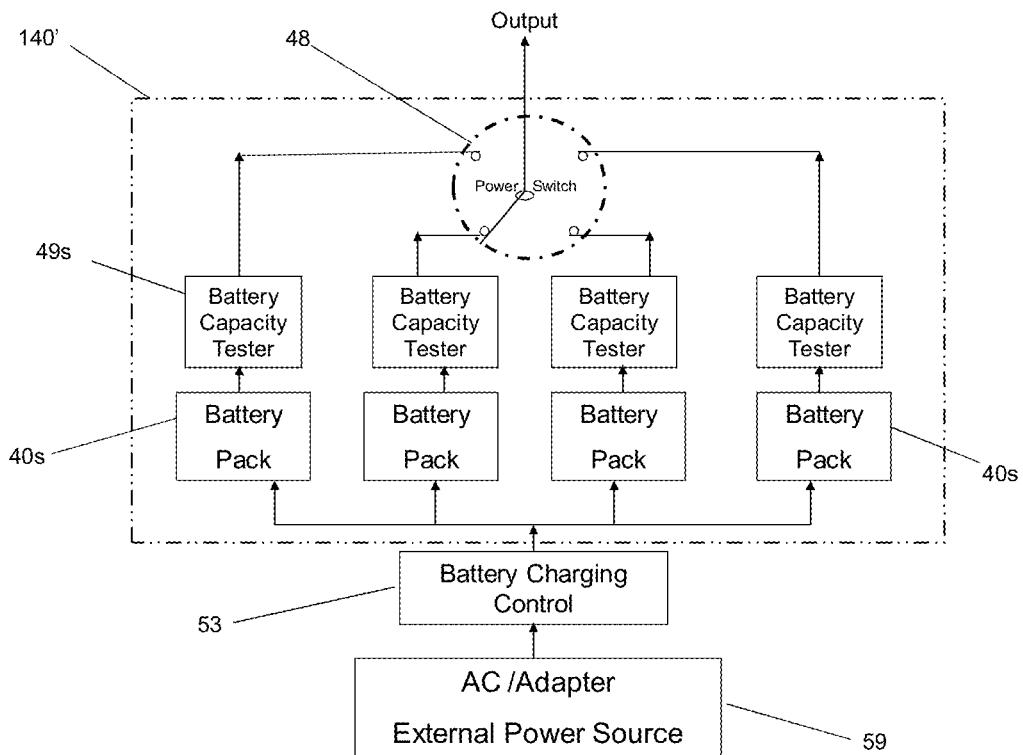 Output
140'
48
Power Switch
49s
Battery Capacity Tester
Battery Capacity Tester
Battery Capacity Tester
Battery Capacity Tester
Battery Pack
Battery Pack
Battery Pack
Battery Pack
40s
40s
Battery Charging Control
53
AC /Adapter
External Power Source
59